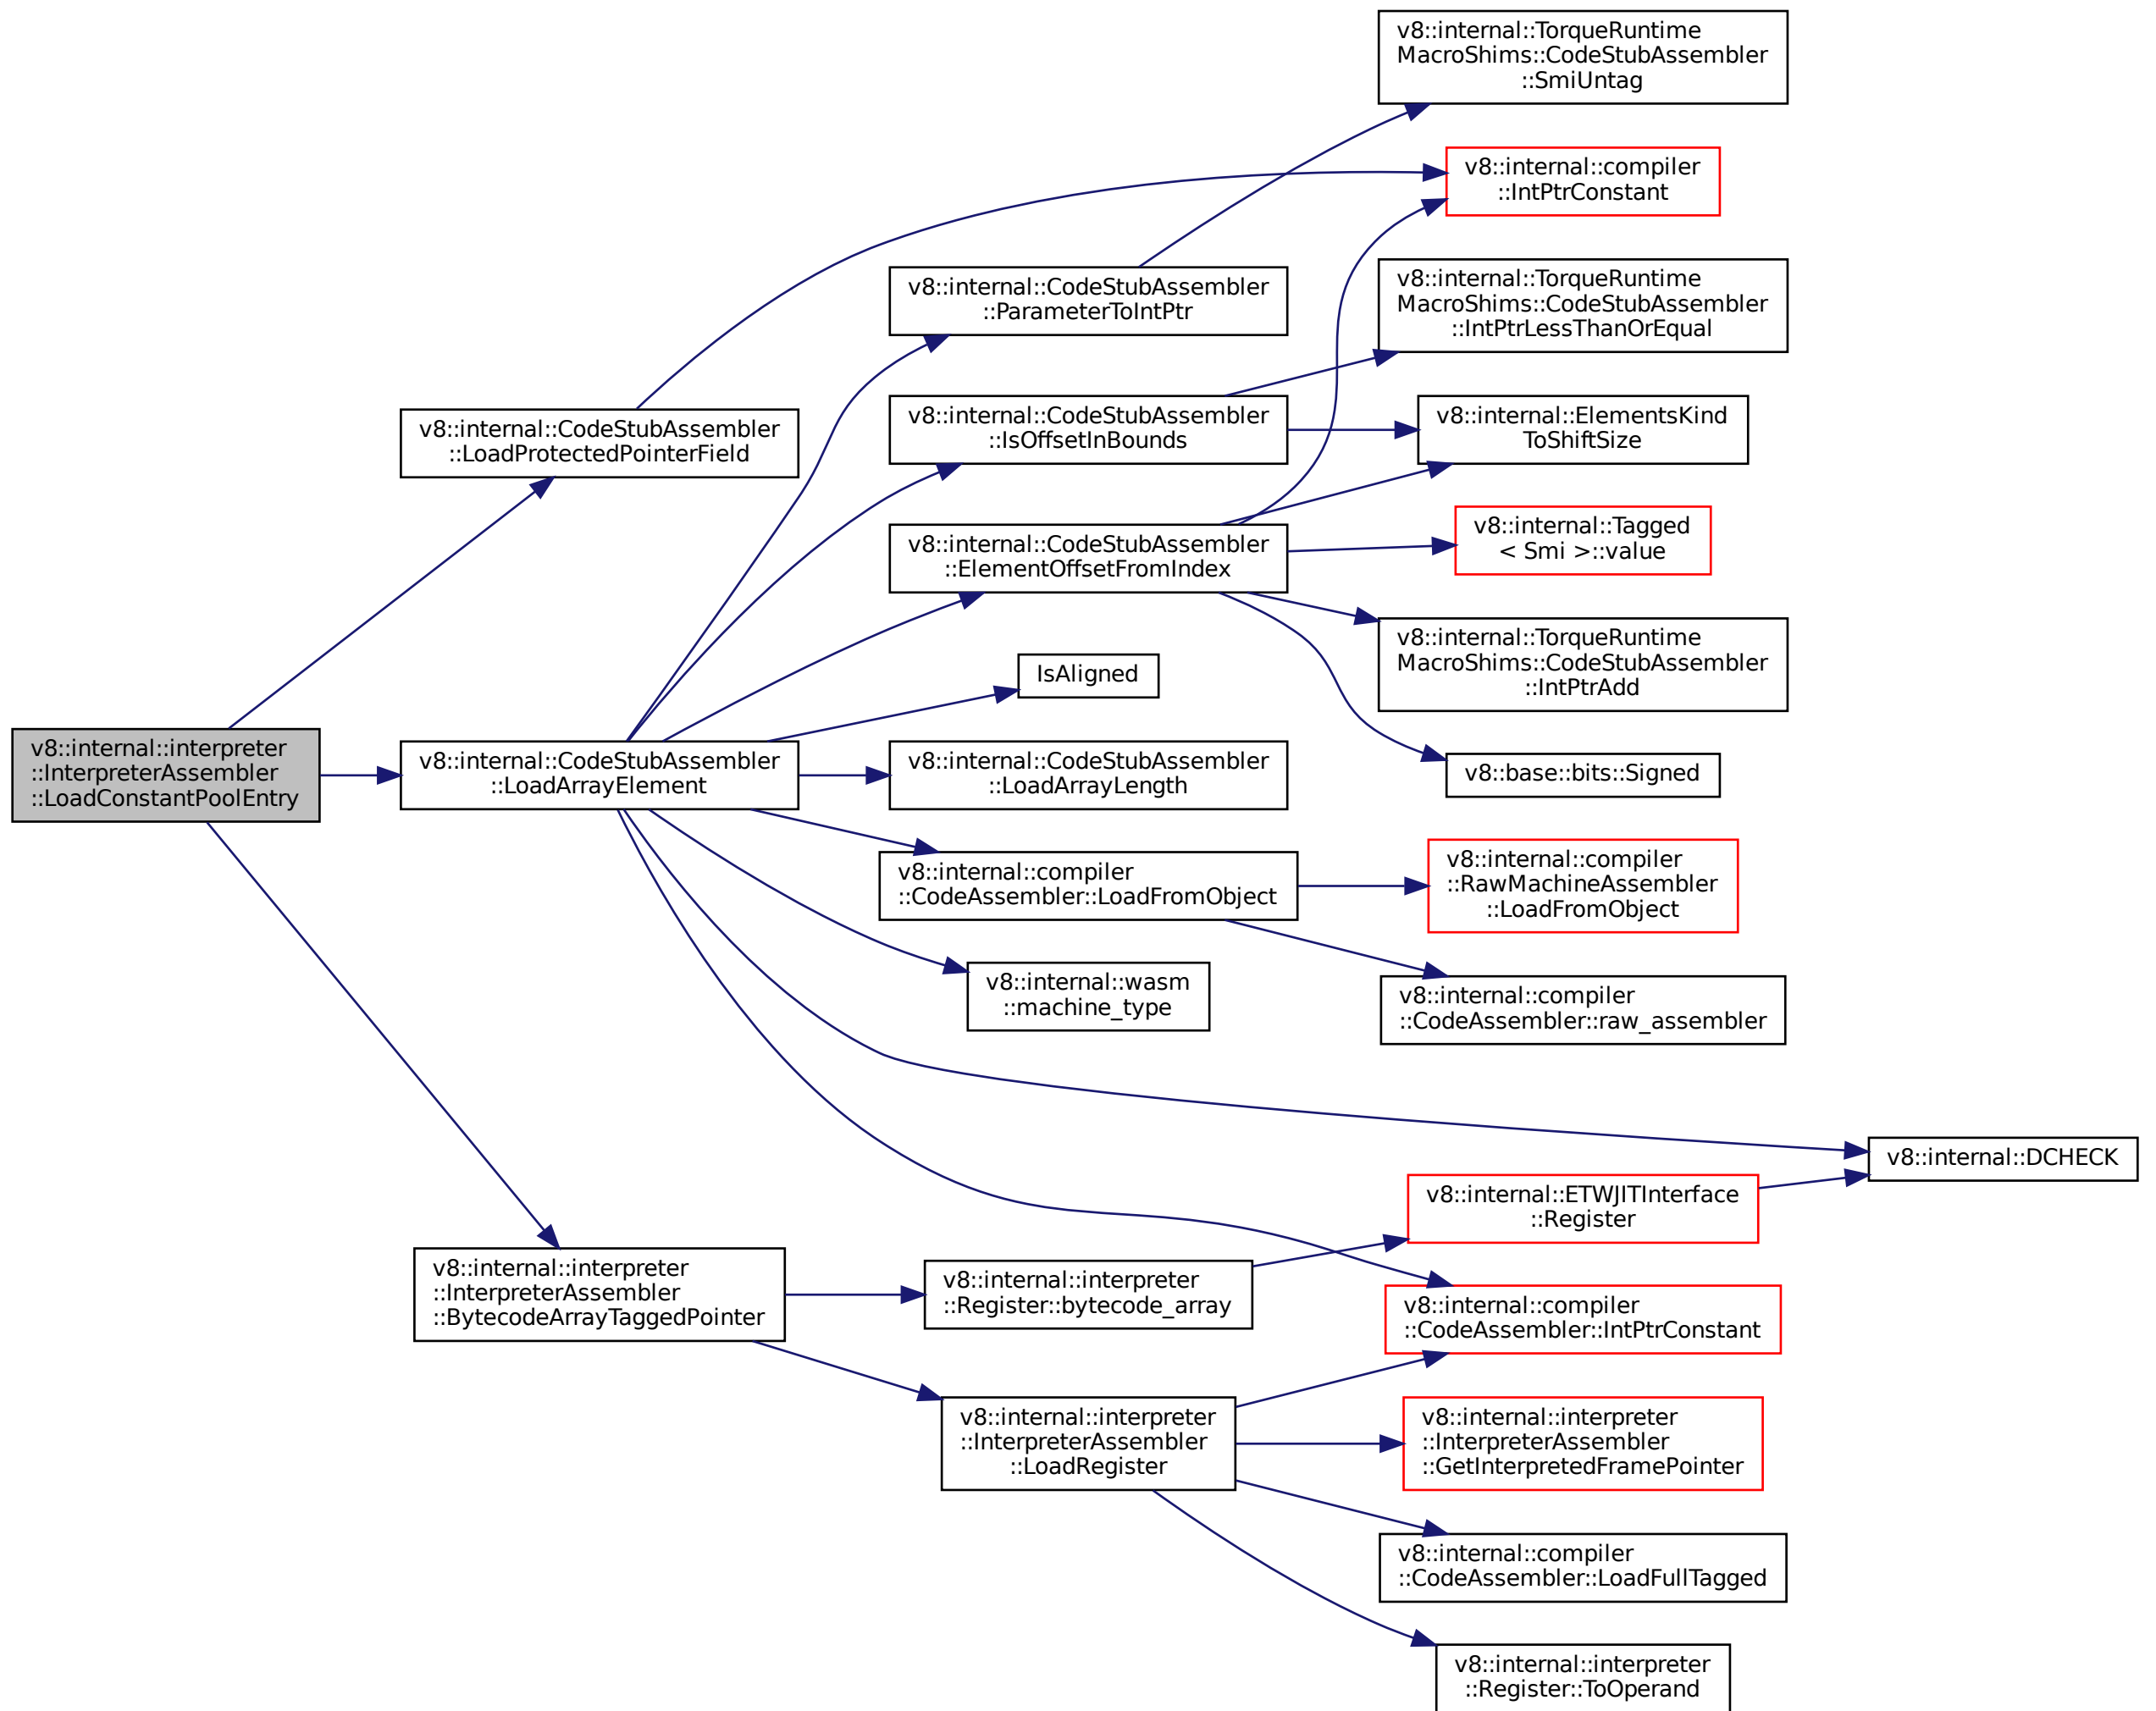 v8::internal::interpreter
::InterpreterAssembler
::LoadConstantPoolEntry
v8::internal::CodeStubAssembler
::LoadProtectedPointerField
v8::internal::CodeStubAssembler
::LoadArrayElement
v8::internal::interpreter
::InterpreterAssembler
::BytecodeArrayTaggedPointer
v8::internal::CodeStubAssembler
::ParameterToIntPtr
v8::internal::CodeStubAssembler
::IsOffsetInBounds
v8::internal::CodeStubAssembler
::ElementOffsetFromIndex
IsAligned
v8::internal::CodeStubAssembler
::LoadArrayLength
v8::internal::compiler
::CodeAssembler::LoadFromObject
v8::internal::wasm
::machine_type
v8::internal::interpreter
::Register::bytecode_array
v8::internal::interpreter
::InterpreterAssembler
::LoadRegister
v8::internal::TorqueRuntime
MacroShims::CodeStubAssembler
::SmiUntag
v8::internal::compiler
::IntPtrConstant
v8::internal::TorqueRuntime
MacroShims::CodeStubAssembler
::IntPtrLessThanOrEqual
v8::internal::ElementsKind
ToShiftSize
v8::internal::Tagged
< Smi >::value
v8::internal::TorqueRuntime
MacroShims::CodeStubAssembler
::IntPtrAdd
v8::base::bits::Signed
v8::internal::compiler
::RawMachineAssembler
::LoadFromObject
v8::internal::compiler
::CodeAssembler::raw_assembler
v8::internal::ETWJITInterface
::Register
v8::internal::compiler
::CodeAssembler::IntPtrConstant
v8::internal::interpreter
::InterpreterAssembler
::GetInterpretedFramePointer
v8::internal::compiler
::CodeAssembler::LoadFullTagged
v8::internal::interpreter
::Register::ToOperand
v8::internal::DCHECK